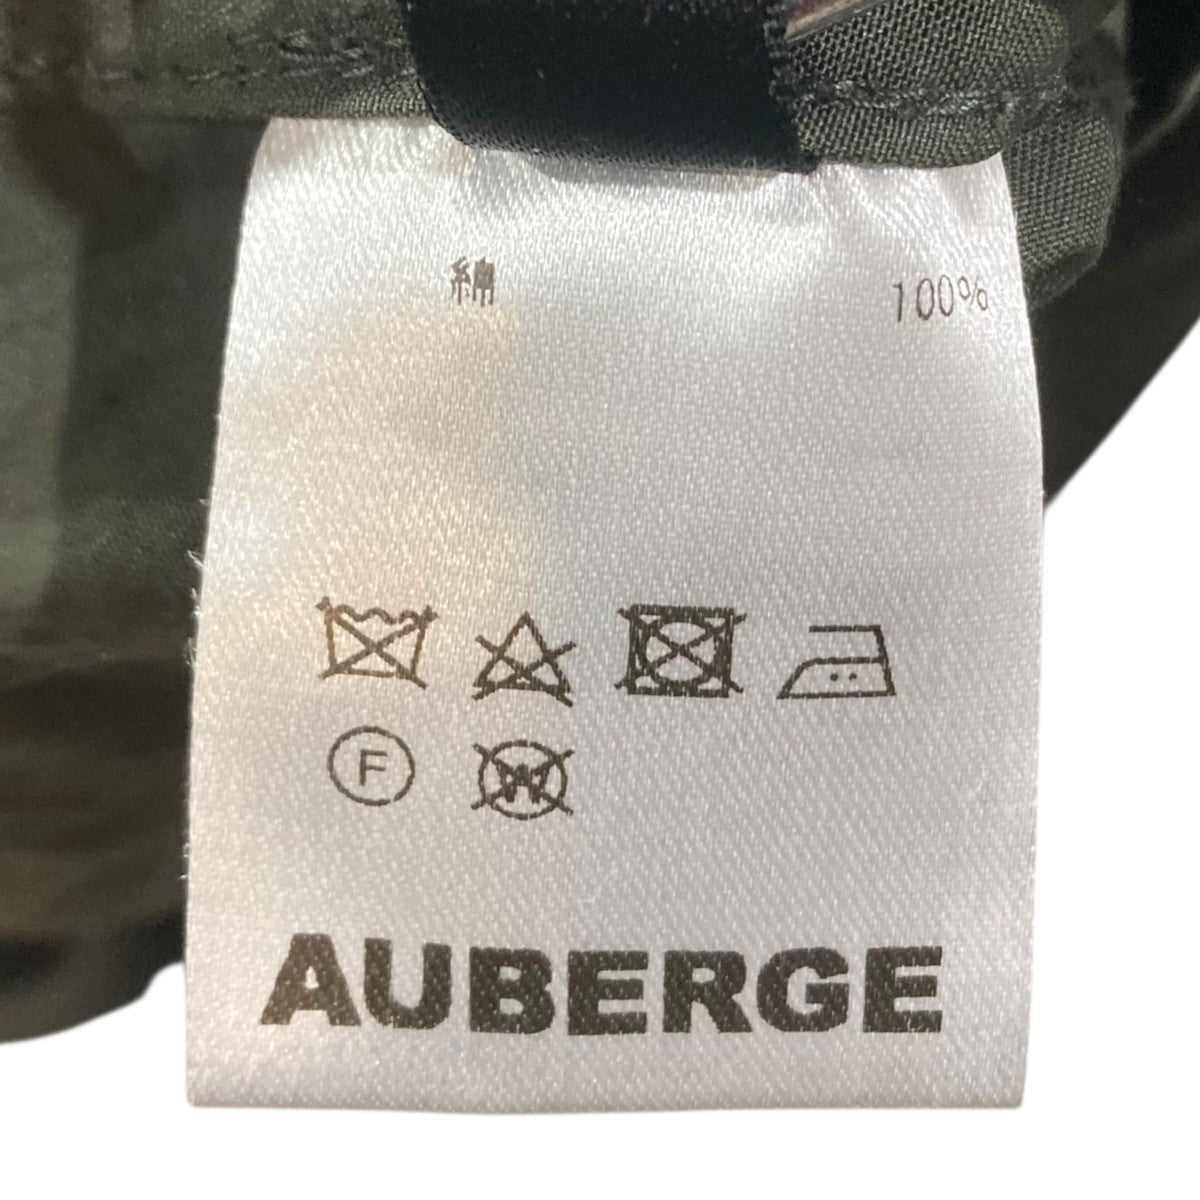 綿 100%
F W
AUBERGE